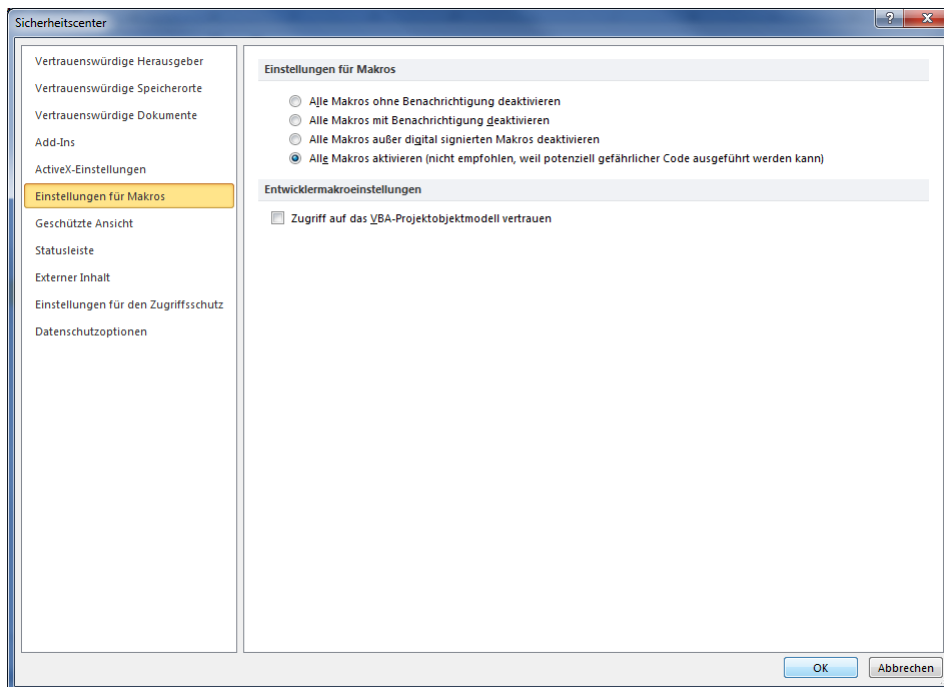 Sicherheitscenter
?
X
Vertrauenswürdige Herausgeber
Vertrauenswürdige Speicherorte
Vertrauenswürdige Dokumente
Add-Ins
ActiveX-Einstellungen
Einstellungen für Makros
Geschützte Ansicht
Statusleiste
Externer Inhalt
Einstellungen für den Zugriffsschutz
Datenschutzoptionen
Einstellungen für Makros
Alle Makros ohne Benachrichtigung deaktivieren
Alle Makros mit Benachrichtigung deaktivieren
Alle Makros außer digital signierten Makros deaktivieren
Alle Makros aktivieren (nicht empfohlen, weil potenziell gefährlicher Code ausgeführt werden kann)
Entwicklermakroeinstellungen
Zugriff auf das VBA-Projektobjektmodell vertrauen
OK
Abbrechen